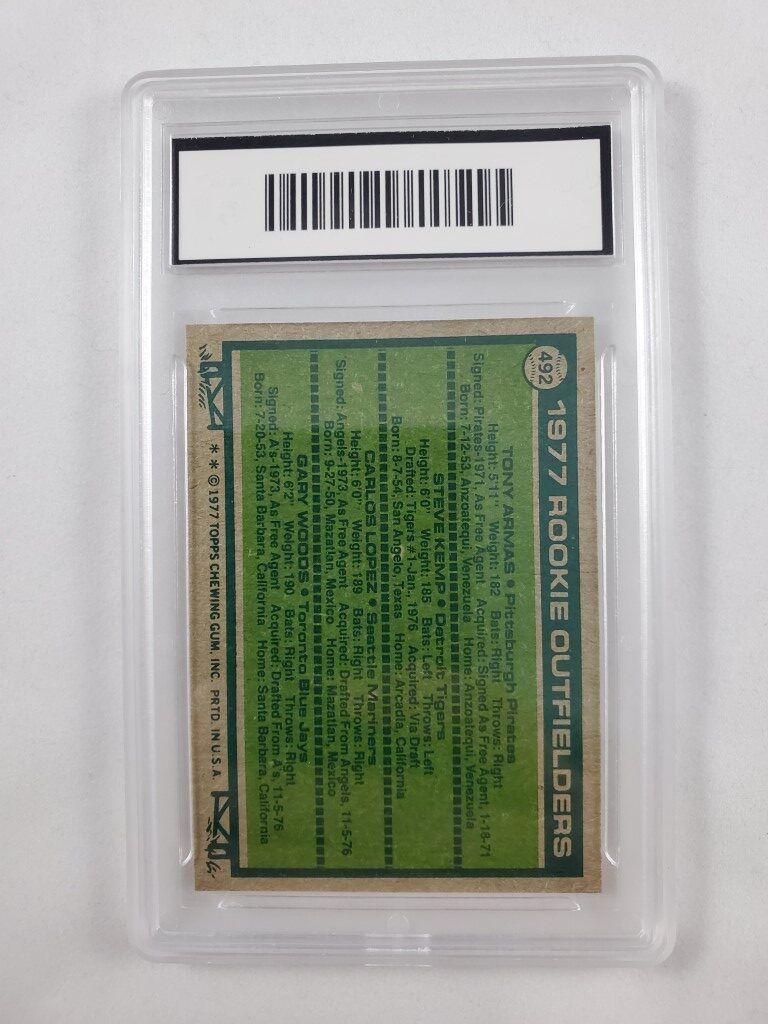 492
1977 ROOKIE OUTFIELDERS
TONY ARMAS • Pittsburgh Pirates
Height: 5'11" Weight: 182 Bats: Right Throws: Right
Signed: Pirates-1971, As Free Agent Acquired: Signed As Free Agent, 1-18-71
Born: 7-12-53, Anzoatequi, Venezuela Home: Anzoatequi, Venezuela
STEVE KEMP • Detroit Tigers
Height: 6'0" Weight: 185 Bats: Left Throws: Left
Drafted: Tigers #1-Jan., 1976 Acquired: Via Draft
Born: 8-7-54, San Angelo, Texas Home: Arcadia, California
CARLOS LOPEZ • Seattle Mariners
Height: 6'0" Weight: 189 Bats: Right Throws: Right
Signed: Angels-1973, As Free Agent Acquired: Drafted From Angels, 11-5-76
Born: 9-27-50, Mazatlan, Mexico Home: Mazatlan, Mexico
GARY WOODS • Toronto Blue Jays
Height: 6'2" Weight: 190 Bats: Right Throws: Right
Signed: A's-1973, As Free Agent Acquired: Drafted From A's, 11-5-76
Born: 7-20-53, Santa Barbara, California Home: Santa Barbara, California
* * © 1977 TOPPS CHEWING GUM, INC. PRTD. IN U.S.A.